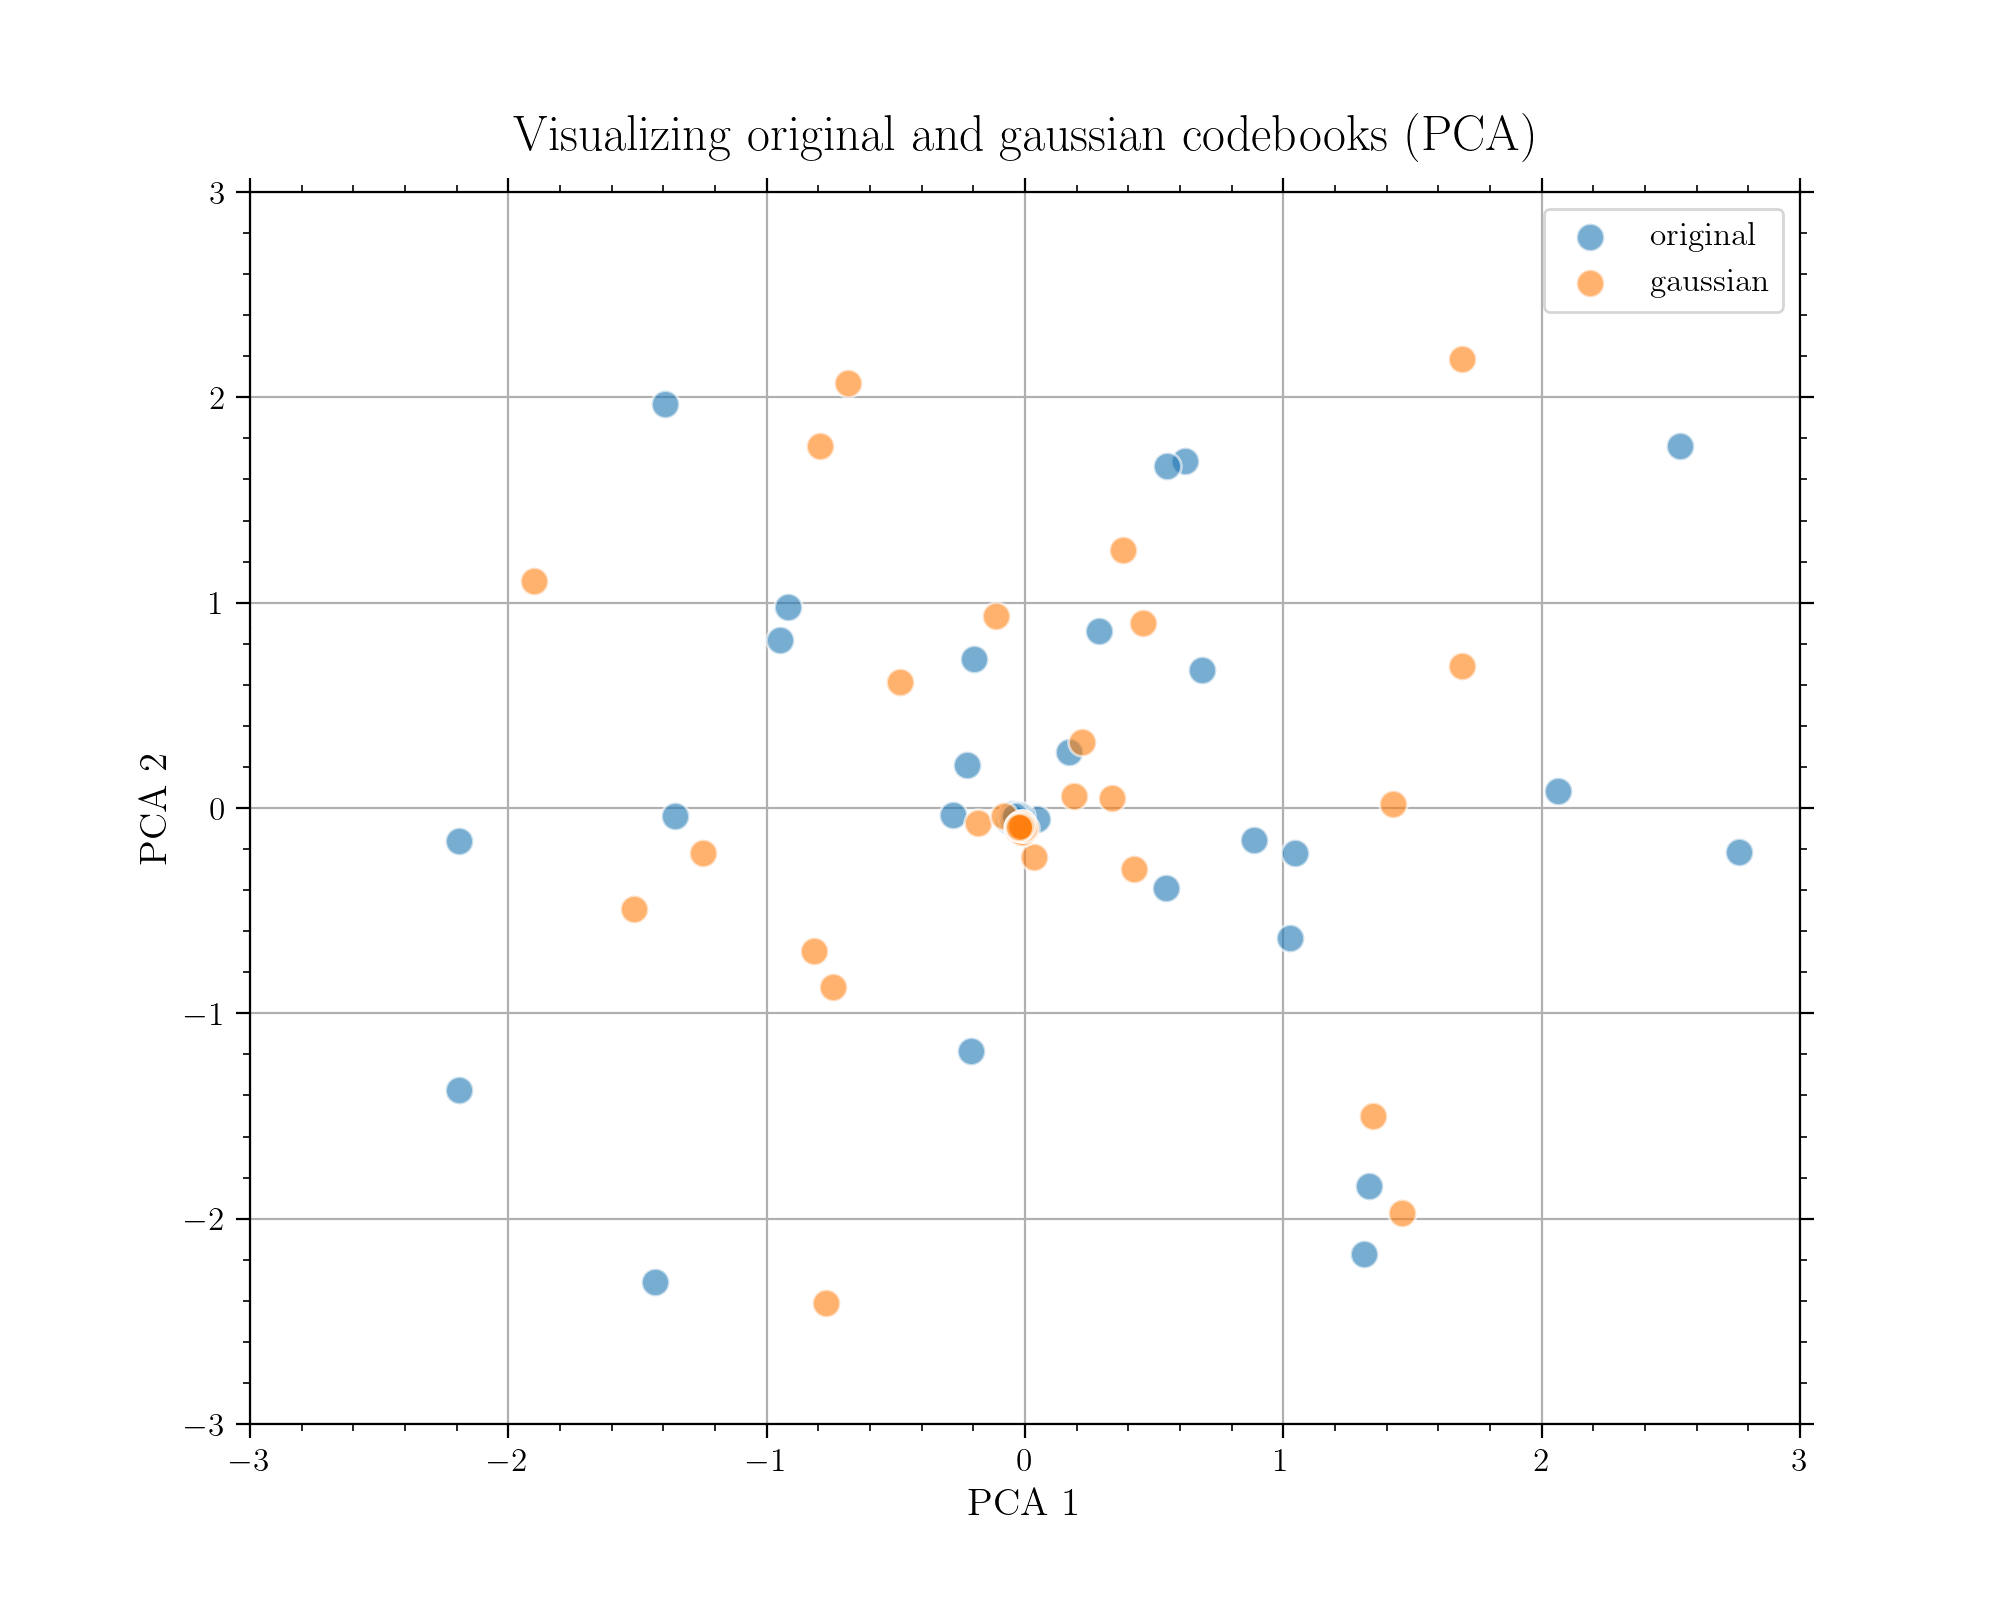 Visualizing original and gaussian codebooks (PCA)
original
gaussian
3
2
1
0
−1
−2
−3
PCA 2
−3
−2
−1
0
1
2
3
PCA 1